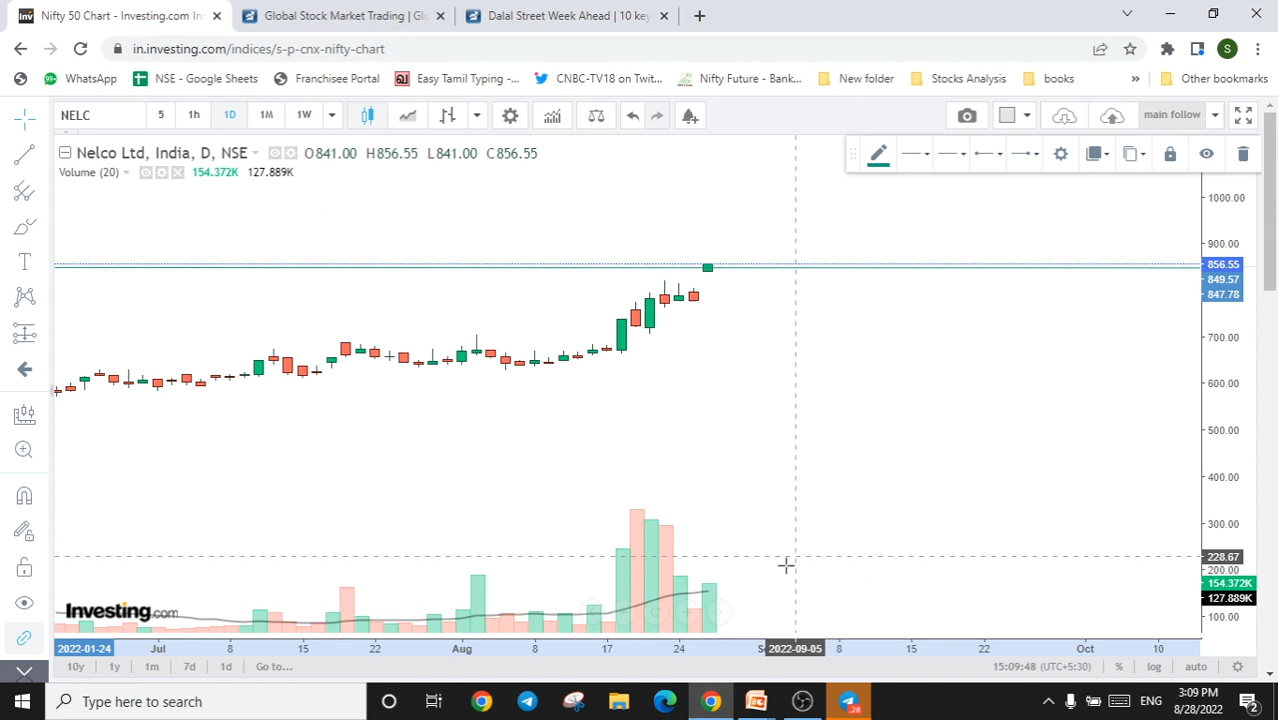 Nifty 50 Chart - Investing.com In
Global Stock Market Trading | Gl
Dalal Street Week Ahead | 10 key
in.investing.com/indices/s-p-cnx-nifty-chart
S
99+ WhatsApp
NSE - Google Sheets
Franchisee Portal
Easy Tamil Typing -...
CNBC-TV18 on Twit...
Nifty Future - Bank...
New folder
Stocks Analysis
books
»
Other bookmarks
NELC
5
1h
1D
1M
1W
main follow
Nelco Ltd, India, D, NSE O841.00 H856.55 L841.00 C856.55
Volume (20) 154.372K 127.889K
1000.00
900.00
856.55
849.57
847.78
700.00
600.00
500.00
400.00
300.00
228.67
200.00
154.372K
127.889K
100.00
Investing.com
2022-01-24 Jul 8 15 22 Aug 8 17 24 2022-09-05 8 15 22 Oct 10
10y 1y 1m 7d 1d Go to...
15:09:48 (UTC+5:30) % log auto
Type here to search
28
ENG
3:09 PM
8/28/2022
2